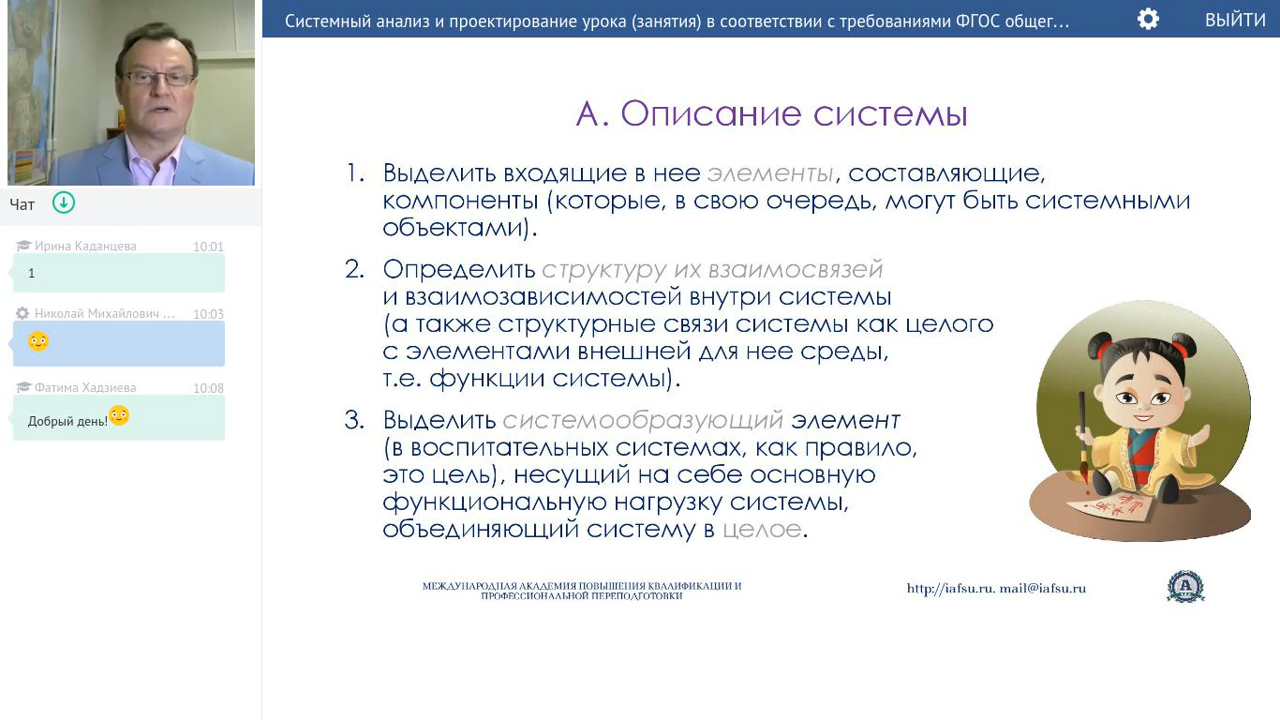 Системный анализ и проектирование урока (занятия) в соответствии с требованиями ФГОС общег...
ВЫЙТИ
Чат
Ирина Каданцева 10:01
1
Николай Михайлович ... 10:03
Фатима Хадзиева 10:08
Добрый день!
А. Описание системы
1. Выделить входящие в нее элементы, составляющие,
компоненты (которые, в свою очередь, могут быть системными
объектами).
2. Определить структуру их взаимосвязей
и взаимозависимостей внутри системы
(а также структурные связи системы как целого
с элементами внешней для нее среды,
т.е. функции системы).
3. Выделить системообразующий элемент
(в воспитательных системах, как правило,
это цель), несущий на себе основную
функциональную нагрузку системы,
объединяющий систему в целое.
МЕЖДУНАРОДНАЯ АКАДЕМИЯ ПОВЫШЕНИЯ КВАЛИФИКАЦИИ И
ПРОФЕССИОНАЛЬНОЙ ПЕРЕПОДГОТОВКИ
http://iafsu.ru. mail@iafsu.ru